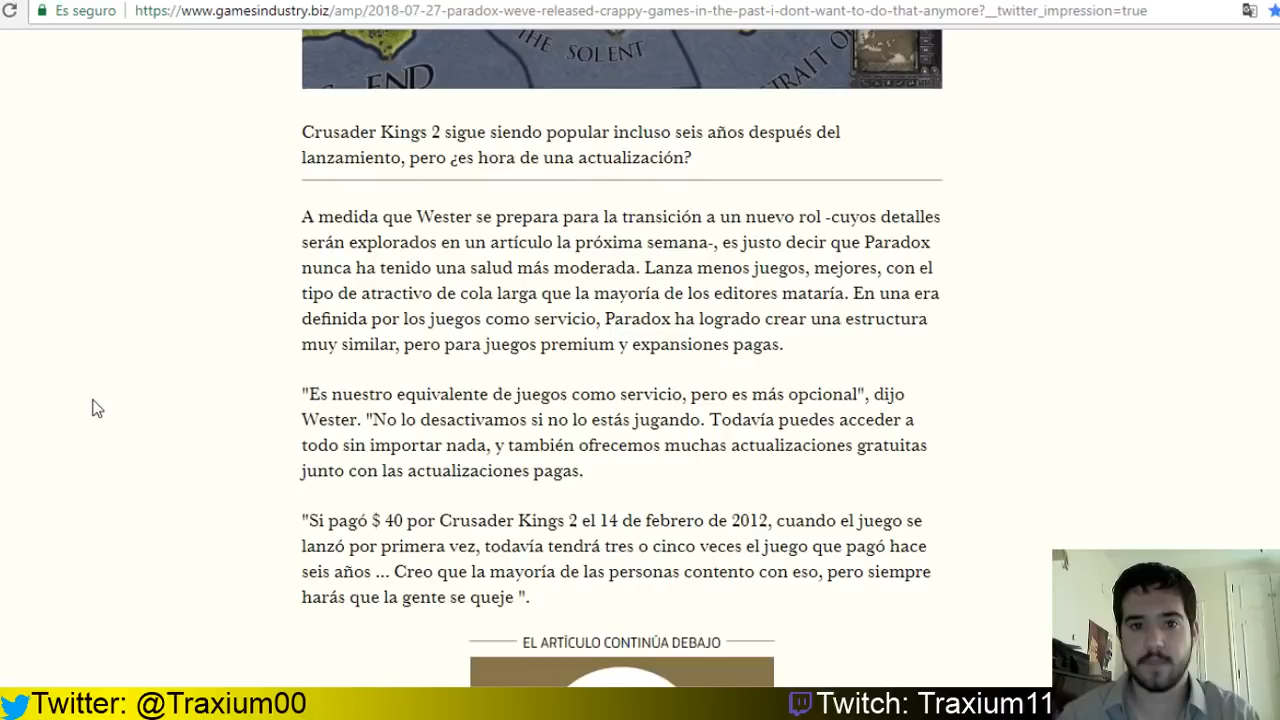 Es seguro
https://www.gamesindustry.biz/amp/2018-07-27-paradox-weve-released-crappy-games-in-the-past-i-dont-want-to-do-that-anymore?__twitter_impression=true
THE SOLENT
END
STRAIT
Crusader Kings 2 sigue siendo popular incluso seis años después del
lanzamiento, pero ¿es hora de una actualización?
A medida que Wester se prepara para la transición a un nuevo rol -cuyos detalles
serán explorados en un artículo la próxima semana-, es justo decir que Paradox
nunca ha tenido una salud más moderada. Lanza menos juegos, mejores, con el
tipo de atractivo de cola larga que la mayoría de los editores mataría. En una era
definida por los juegos como servicio, Paradox ha logrado crear una estructura
muy similar, pero para juegos premium y expansiones pagas.
"Es nuestro equivalente de juegos como servicio, pero es más opcional", dijo
Wester. "No lo desactivamos si no lo estás jugando. Todavía puedes acceder a
todo sin importar nada, y también ofrecemos muchas actualizaciones gratuitas
junto con las actualizaciones pagas.
"Si pagó $ 40 por Crusader Kings 2 el 14 de febrero de 2012, cuando el juego se
lanzó por primera vez, todavía tendrá tres o cinco veces el juego que pagó hace
seis años ... Creo que la mayoría de las personas contento con eso, pero siempre
harás que la gente se queje ".
EL ARTÍCULO CONTINÚA DEBAJO
Twitter: @Traxium00
Twitch: Traxium11